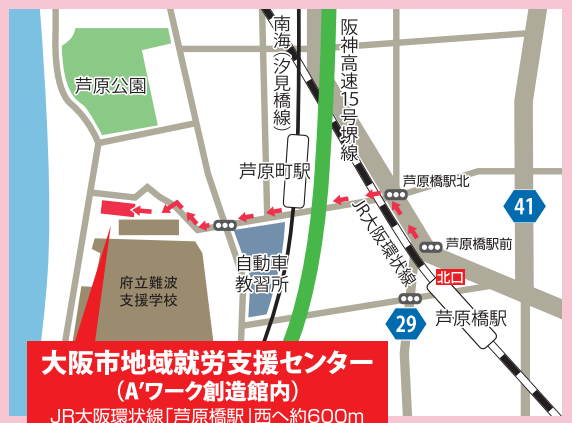 南海（汐見橋線）
阪神高速15号堺線
芦原公園
芦原町駅
芦原橋駅北
41
JR大阪環状線
芦原橋駅前
自動車
教習所
府立難波
支援学校
北口
29
芦原橋駅
大阪市地域就労支援センター
（A’ワーク創造館内）
JR大阪環状線「芦原橋駅」西へ約600m